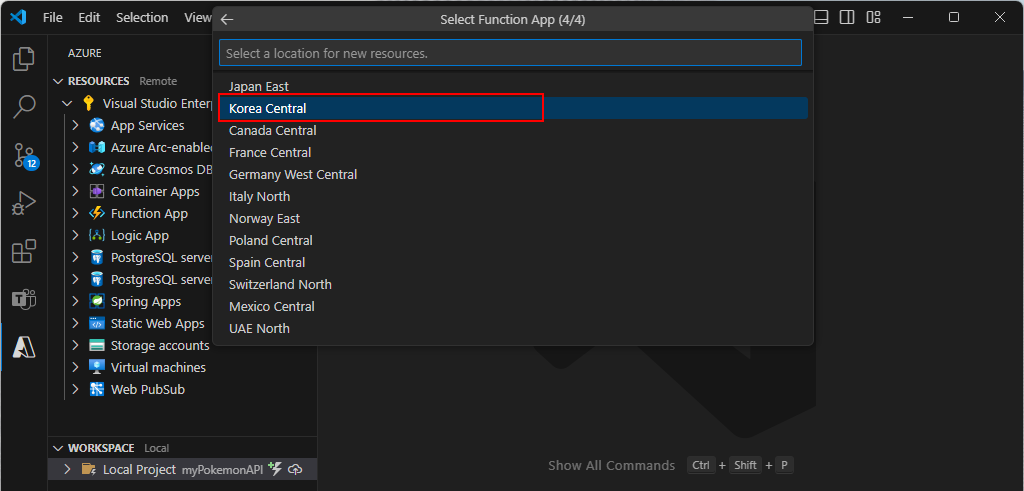 File Edit Selection View
Select Function App (4/4)
Select a location for new resources.
Japan East
Korea Central
Canada Central
France Central
Germany West Central
Italy North
Norway East
Poland Central
Spain Central
Switzerland North
Mexico Central
UAE North
AZURE
RESOURCES Remote
Visual Studio Enterp
App Services
Azure Arc-enable
Azure Cosmos DB
Container Apps
Function App
Logic App
PostgreSQL serve
PostgreSQL serve
Spring Apps
Static Web Apps
Storage accounts
Virtual machines
Web PubSub
12
WORKSPACE Local
Local Project myPokemonAPI
Show All Commands Ctrl + Shift + P